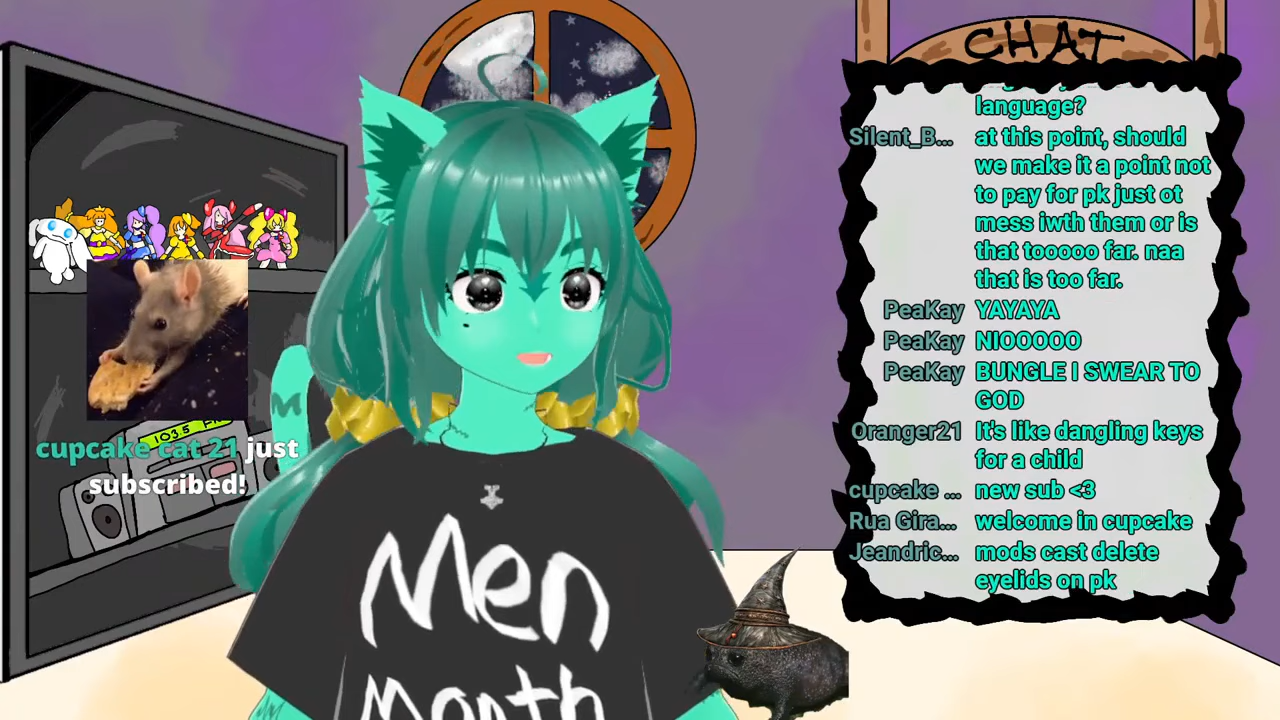 CHAT
language?
Silent_B... at this point, should
we make it a point not
to pay for pk just ot
mess iwth them or is
that tooooo far. naa
that is too far.
PeaKay YAYAYA
PeaKay NIOOOOO
PeaKay BUNGLE I SWEAR TO
GOD
Oranger21 It's like dangling keys
for a child
cupcake ... new sub <3
Rua Gira... welcome in cupcake
Jeandric... mods cast delete
eyelids on pk
103.5
cupcake cat 21 just
subscribed!
Men
Month